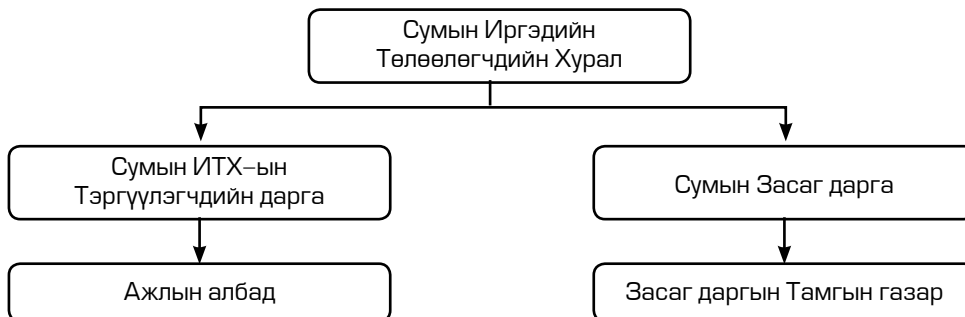 Сумын Иргэдийн
Төлөөлөгчдийн Хурал
Сумын ИТХ–ын
Тэргүүлэгчдийн дарга
Сумын Засаг дарга
Ажлын албад
Засаг даргын Тамгын газар